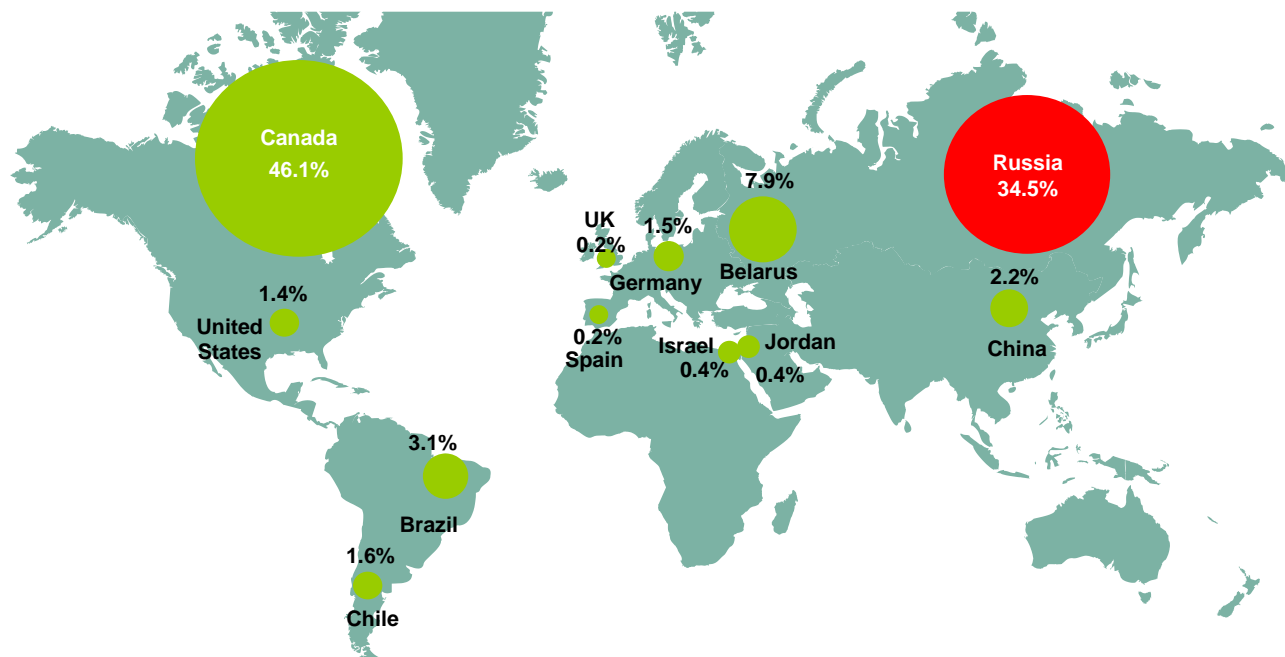 Canada
46.1%
Russia
34.5%
7.9%
Belarus
UK
0.2%
1.5%
Germany
2.2%
China
1.4%
United
States
0.2%
Spain
Israel
0.4%
Jordan
0.4%
3.1%
Brazil
1.6%
Chile